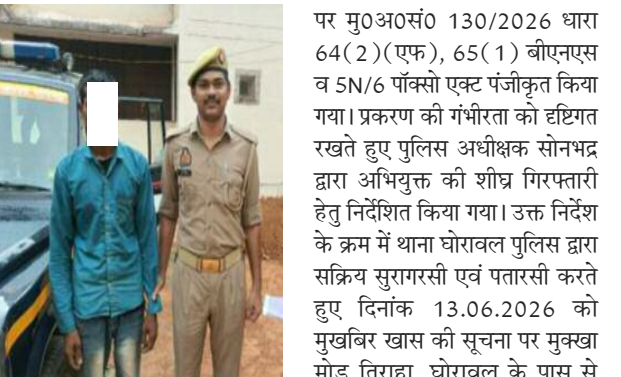 पर मु0अ0सं0 130/2026 धारा
64(2)(एफ), 65(1) बीएनएस
व 5N/6 पॉक्सो एक्ट पंजीकृत किया
गया। प्रकरण की गंभीरता को दृष्टिगत
रखते हुए पुलिस अधीक्षक सोनभद्र
द्वारा अभियुक्त की शीघ्र गिरफ्तारी
हेतु निर्देशित किया गया। उक्त निर्देश
के क्रम में थाना घोरावल पुलिस द्वारा
सक्रिय सुरागरसी एवं पतारसी करते
हुए दिनांक 13.06.2026 को
मुखबिर खास की सूचना पर मुक्खा
मोड़ तिराहा, घोरावल के पास से